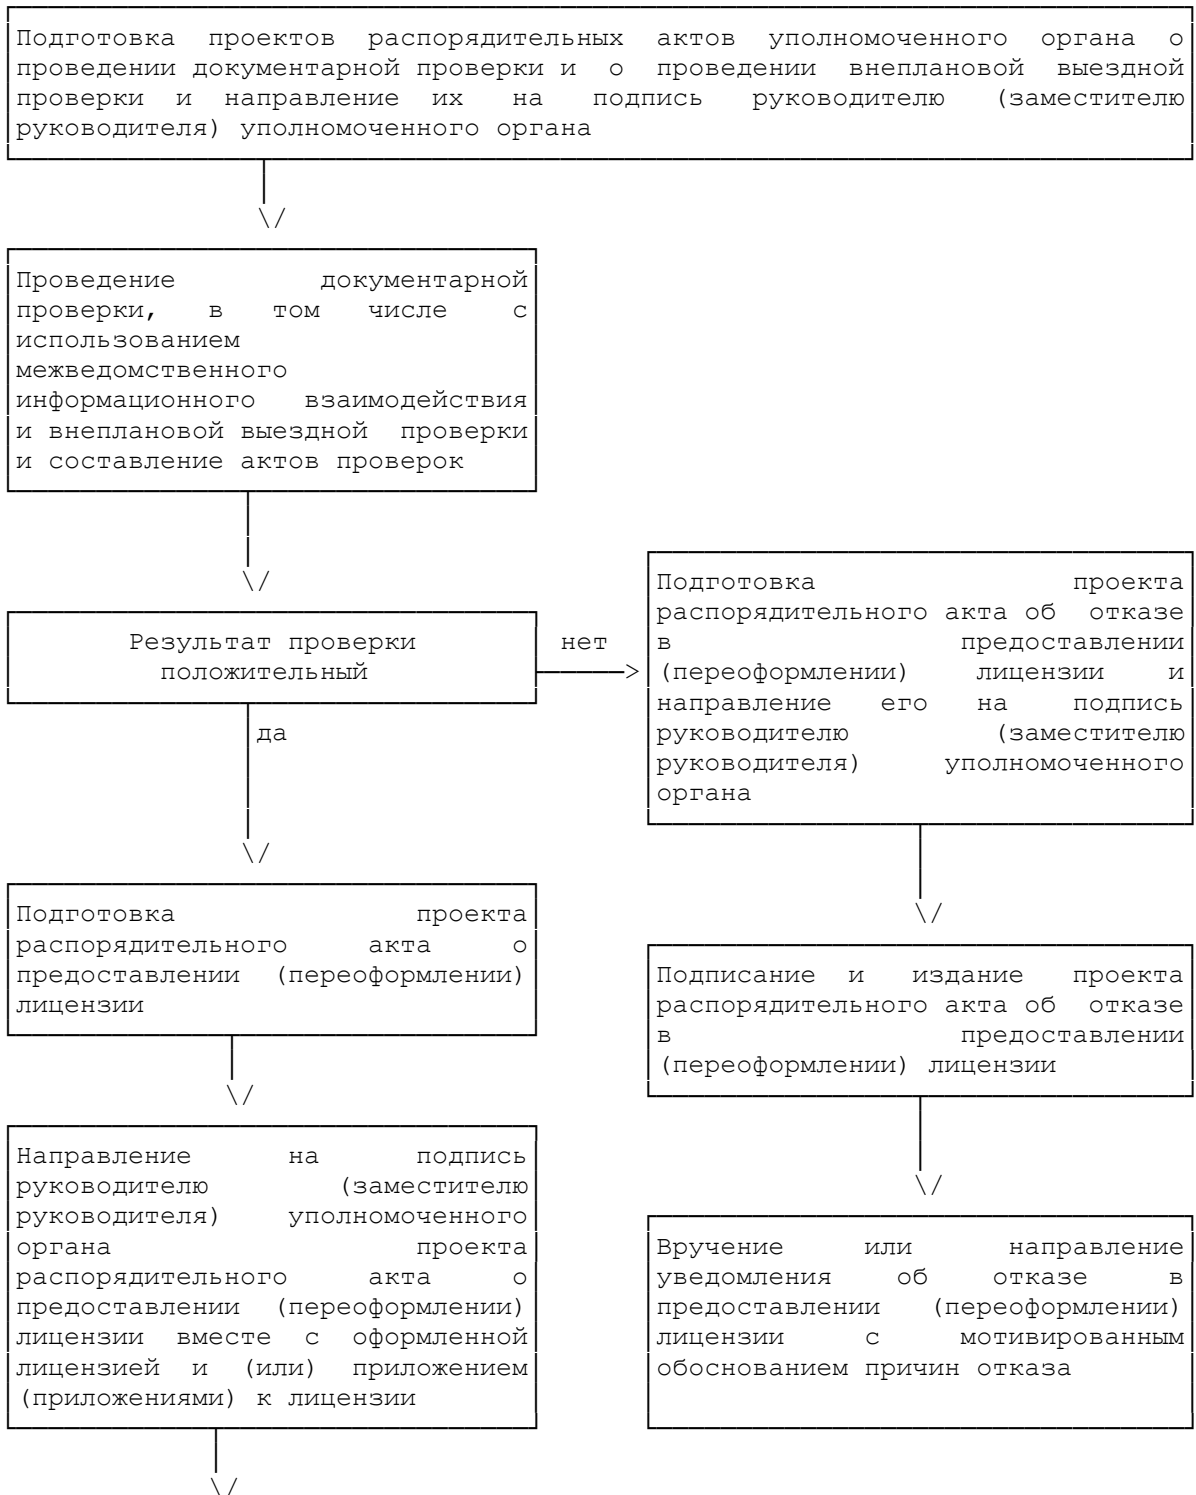 Подготовка проектов распорядительных актов уполномоченного органа о
проведении документарной проверки и о проведении внеплановой выездной
проверки и направление их на подпись руководителю (заместителю
руководителя) уполномоченного органа
\/
Проведение документарной
проверки, в том числе с
использованием
межведомственного
информационного взаимодействия
и внеплановой выездной проверки
и составление актов проверок
\/
Результат проверки
положительный
нет
>
Подготовка проекта
распорядительного акта об отказе
в предоставлении
(переоформлении) лицензии и
направление его на подпись
руководителю (заместителю
руководителя) уполномоченного
органа
да
\/
\/
Подготовка проекта
распорядительного акта о
предоставлении (переоформлении)
лицензии
Подписание и издание проекта
распорядительного акта об отказе
в предоставлении
(переоформлении) лицензии
\/
\/
Направление на подпись
руководителю (заместителю
руководителя) уполномоченного
органа проекта
распорядительного акта о
предоставлении (переоформлении)
лицензии вместе с оформленной
лицензией и (или) приложением
(приложениями) к лицензии
Вручение или направление
уведомления об отказе в
предоставлении (переоформлении)
лицензии с мотивированным
обоснованием причин отказа
\/